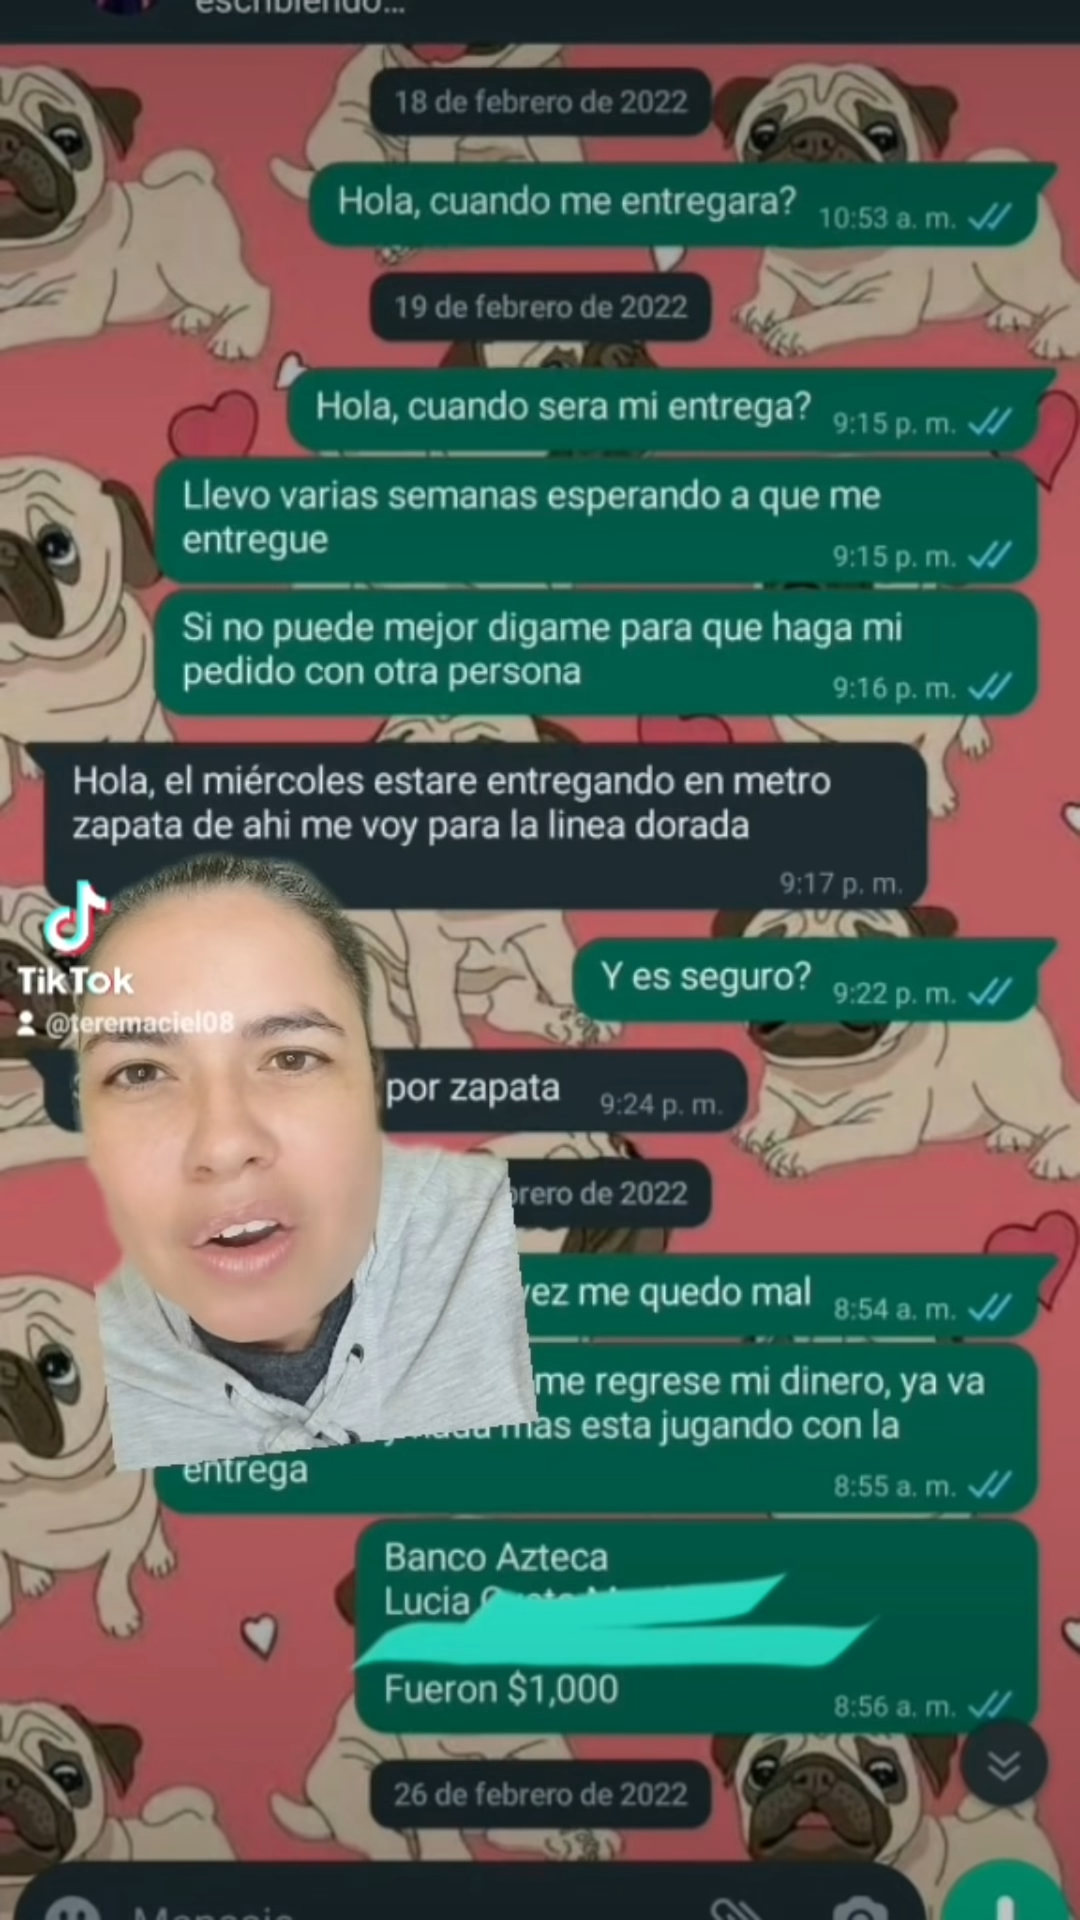 escribiendo...
18 de febrero de 2022
Hola, cuando me entregara?
10:53 a. m.
19 de febrero de 2022
Hola, cuando sera mi entrega?
9:15 p. m.
Llevo varias semanas esperando a que me
entregue
9:15 p. m.
Si no puede mejor digame para que haga mi
pedido con otra persona
9:16 p. m.
Hola, el miércoles estare entregando en metro
zapata de ahi me voy para la linea dorada
9:17 p. m.
TikTok
@teremaciel08
Y es seguro?
9:22 p. m.
por zapata
9:24 p. m.
de 2022
vez me quedo mal
8:54 a. m.
me regrese mi dinero, ya va
mas esta jugando con la
entrega
8:55 a. m.
Banco Azteca
Lucia
Fueron $1,000
8:56 a. m.
26 de febrero de 2022
Mensaje